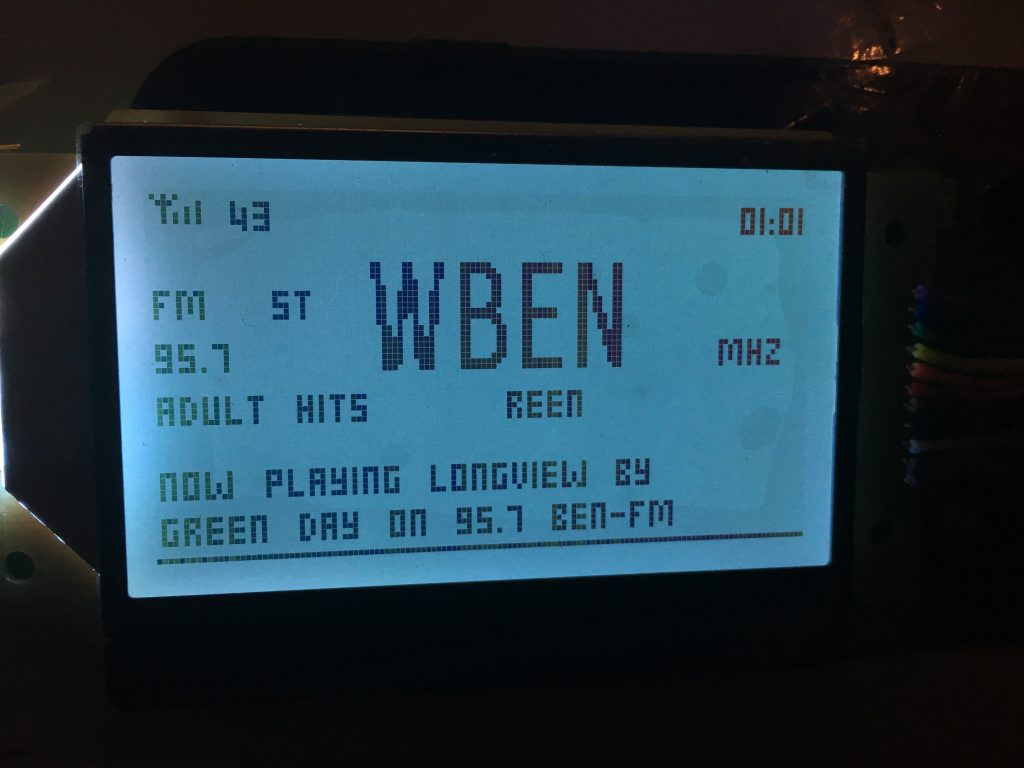 43 01:01
WBEN
FM ST
95.7 MHZ
ADULT HITS REEN
NOW PLAYING LONGVIEW BY
GREEN DAY ON 95.7 BEN-FM